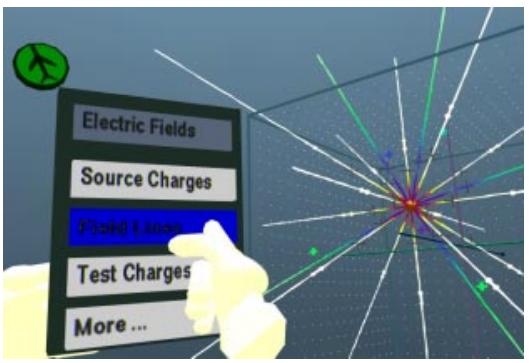 Electric Fields
Source Charges
Field Lines
Test Charges
More ...